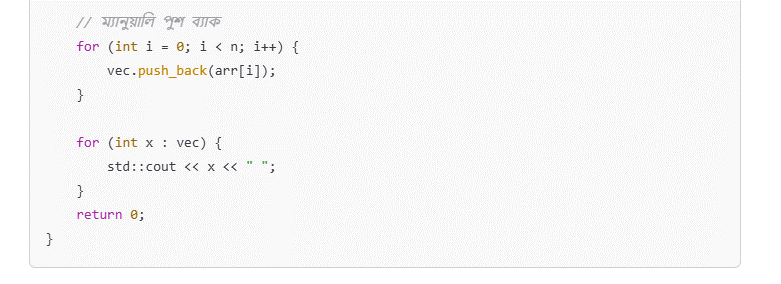 // ম্যানুয়ালি পুশ ব্যাক
for (int i = 0; i < n; i++) {
vec.push_back(arr[i]);
}
for (int x : vec) {
std::cout << x << " ";
}
return 0;
}